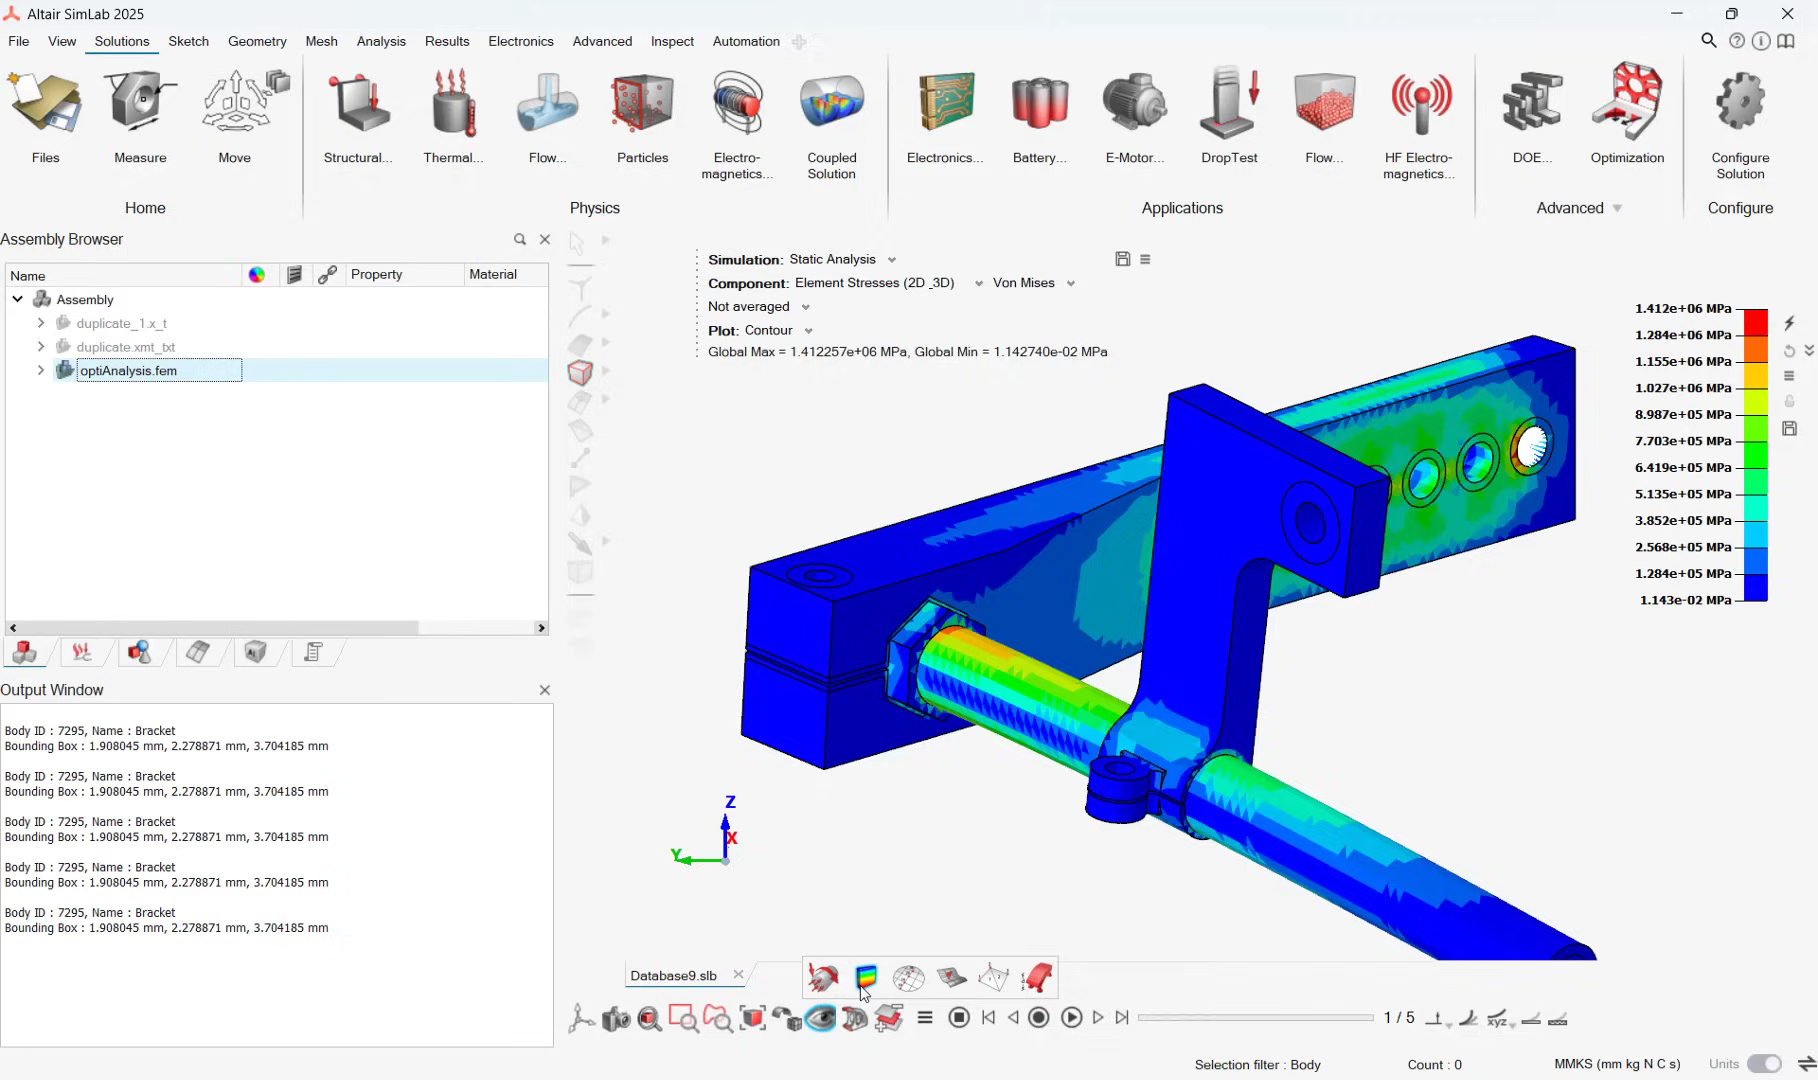 Altair SimLab 2025
File View Solutions Sketch Geometry Mesh Analysis Results Electronics Advanced Inspect Automation
Files Measure Move
Structural... Thermal... Flow... Particles Electro-magnetics... Coupled Solution
Electronics... Battery... E-Motor... DropTest Flow... HF Electro-magnetics...
DOE... Optimization Configure Solution
Home Physics Applications Advanced Configure
Assembly Browser
Name Property Material
Assembly
duplicate_1.x_t
duplicate.xmt_txt
optiAnalysis.fem
Output Window
Body ID : 7295, Name : Bracket
Bounding Box : 1.908045 mm, 2.278871 mm, 3.704185 mm
Body ID : 7295, Name : Bracket
Bounding Box : 1.908045 mm, 2.278871 mm, 3.704185 mm
Body ID : 7295, Name : Bracket
Bounding Box : 1.908045 mm, 2.278871 mm, 3.704185 mm
Body ID : 7295, Name : Bracket
Bounding Box : 1.908045 mm, 2.278871 mm, 3.704185 mm
Body ID : 7295, Name : Bracket
Bounding Box : 1.908045 mm, 2.278871 mm, 3.704185 mm
Simulation: Static Analysis
Component: Element Stresses (2D _3D) Von Mises
Not averaged
Plot: Contour
Global Max = 1.412257e+06 MPa, Global Min = 1.142740e-02 MPa
1.412e+06 MPa
1.284e+06 MPa
1.155e+06 MPa
1.027e+06 MPa
8.987e+05 MPa
7.703e+05 MPa
6.419e+05 MPa
5.135e+05 MPa
3.852e+05 MPa
2.568e+05 MPa
1.284e+05 MPa
1.143e-02 MPa
Z
X
Y
Database9.slb
1 / 5
xyz
Selection filter : Body Count : 0 MMKS (mm kg N C s) Units